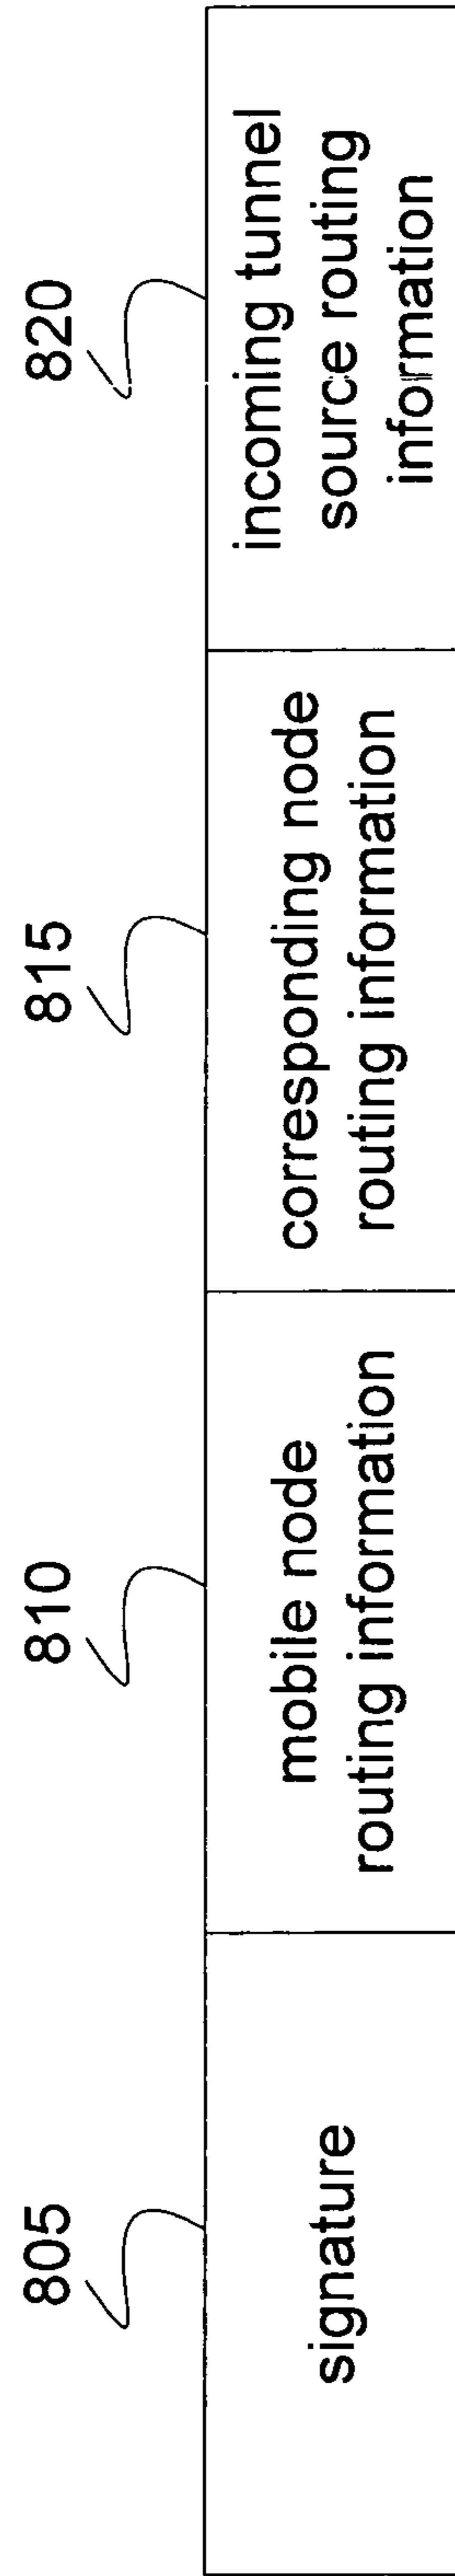 805
810
815
820
signature
mobile node
routing information
corresponding node
routing information
incoming tunnel
source routing
information